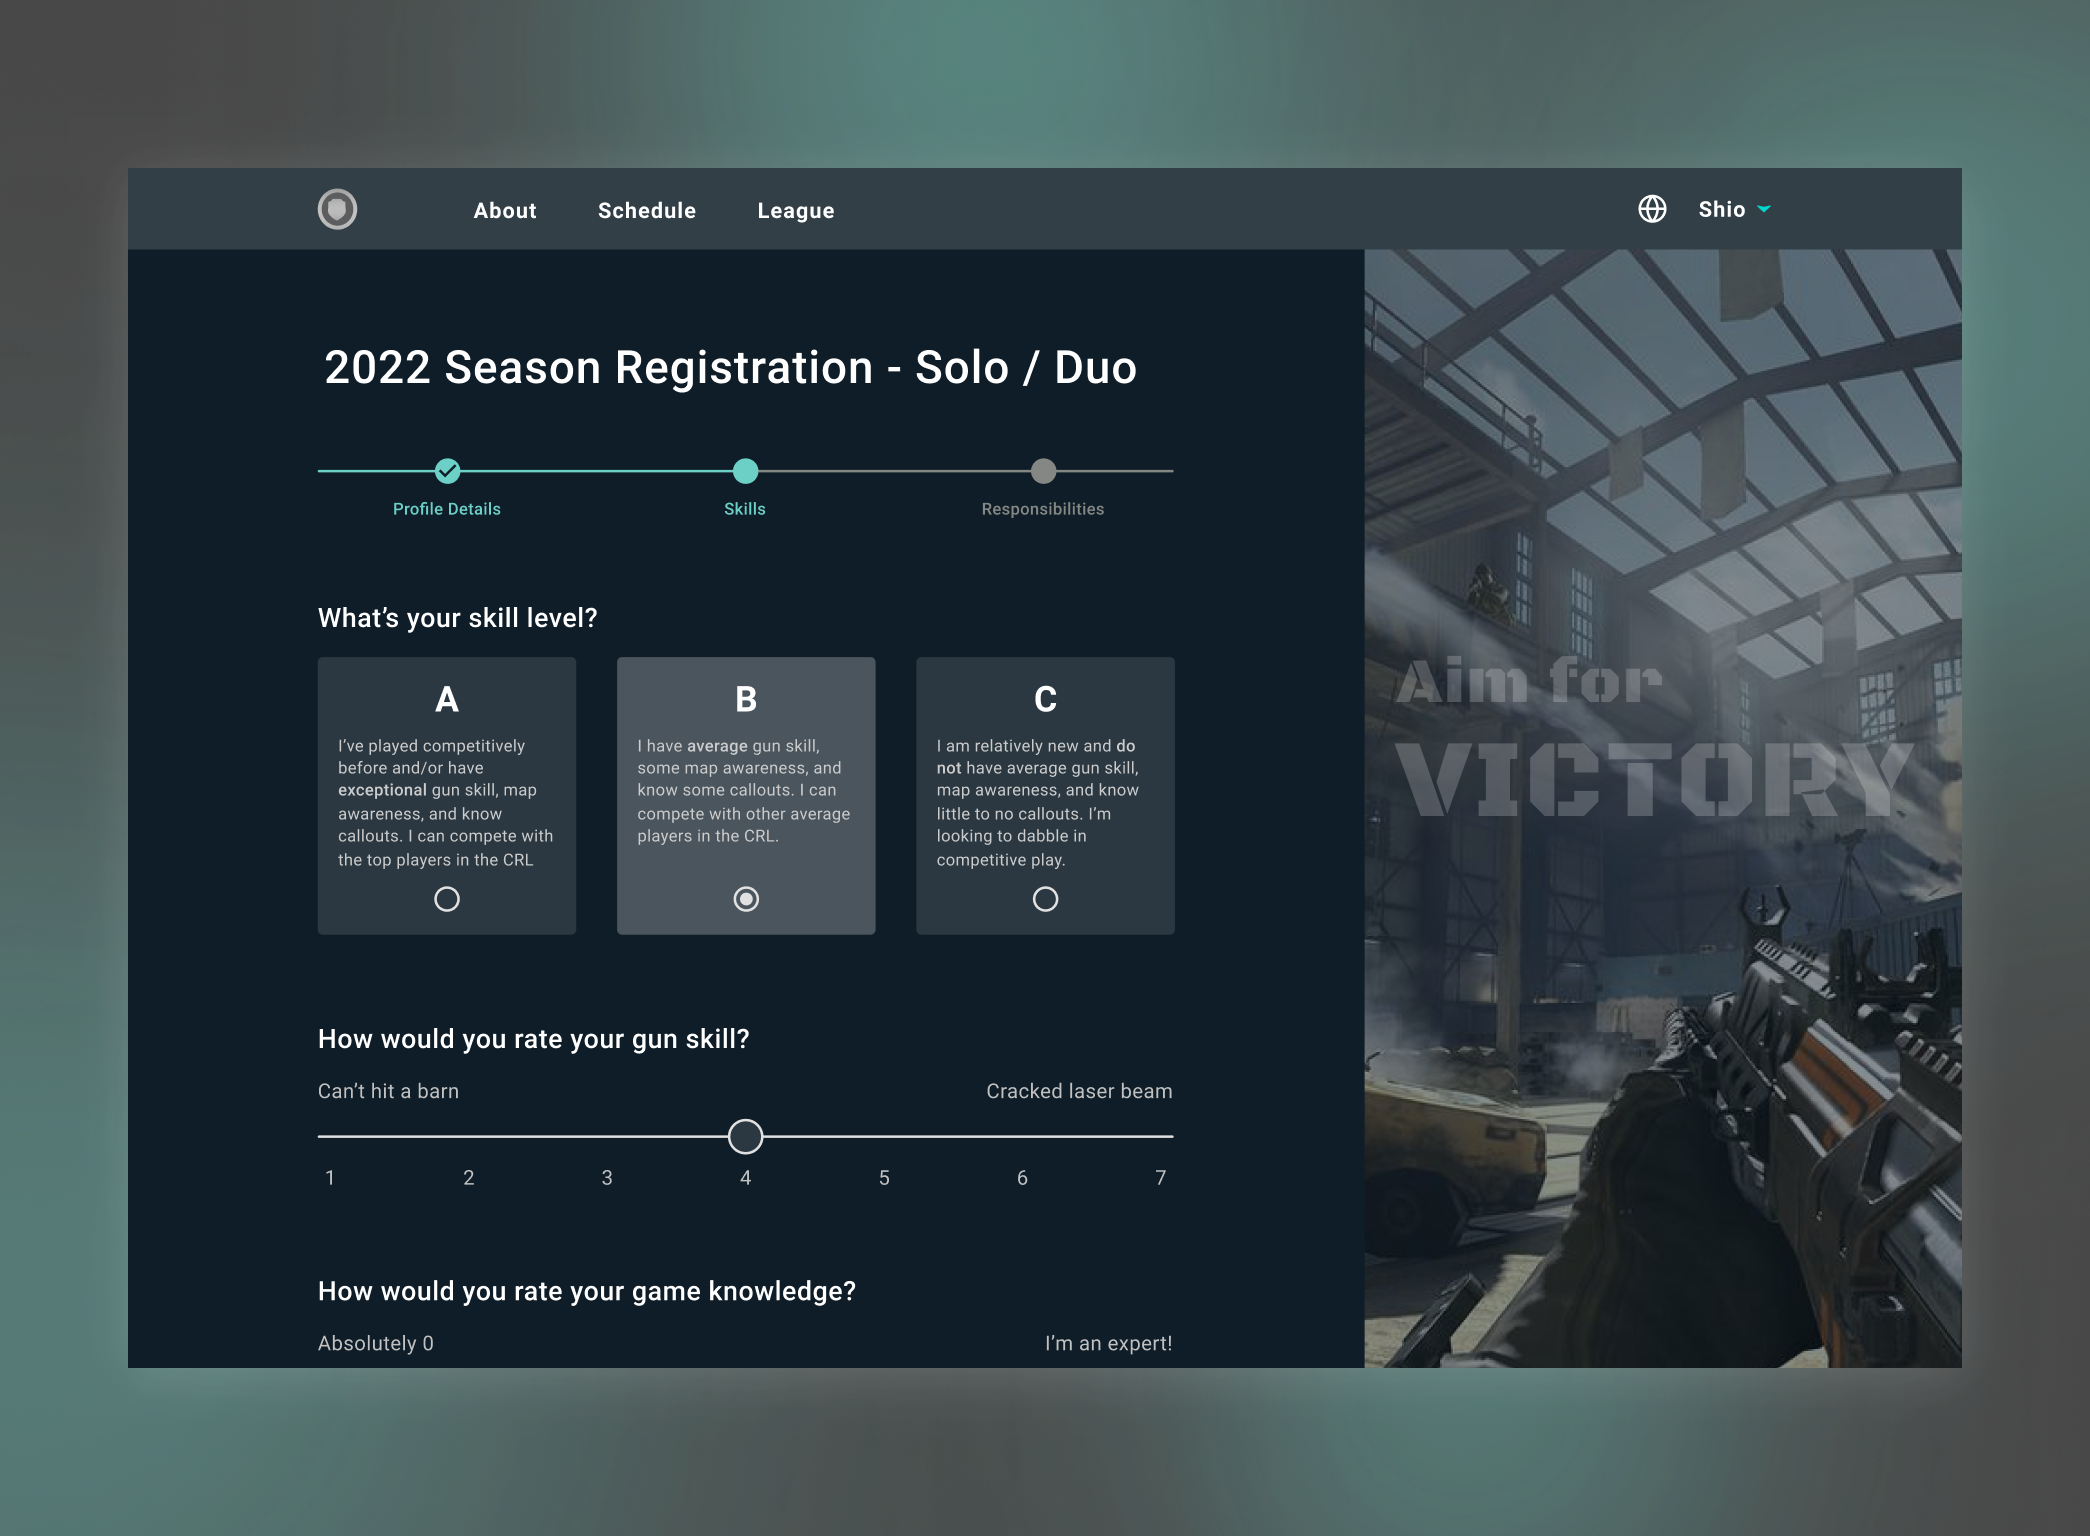 About Schedule League Shio
2022 Season Registration - Solo / Duo
Profile Details Skills Responsibilities
What’s your skill level?
A
I’ve played competitively
before and/or have
exceptional gun skill, map
awareness, and know
callouts. I can compete with
the top players in the CRL
B
I have average gun skill,
some map awareness, and
know some callouts. I can
compete with other average
players in the CRL.
C
I am relatively new and do
not have average gun skill,
map awareness, and know
little to no callouts. I’m
looking to dabble in
competitive play.
How would you rate your gun skill?
Can’t hit a barn Cracked laser beam
1 2 3 4 5 6 7
How would you rate your game knowledge?
Absolutely 0 I’m an expert!
Aim for
VICTORY